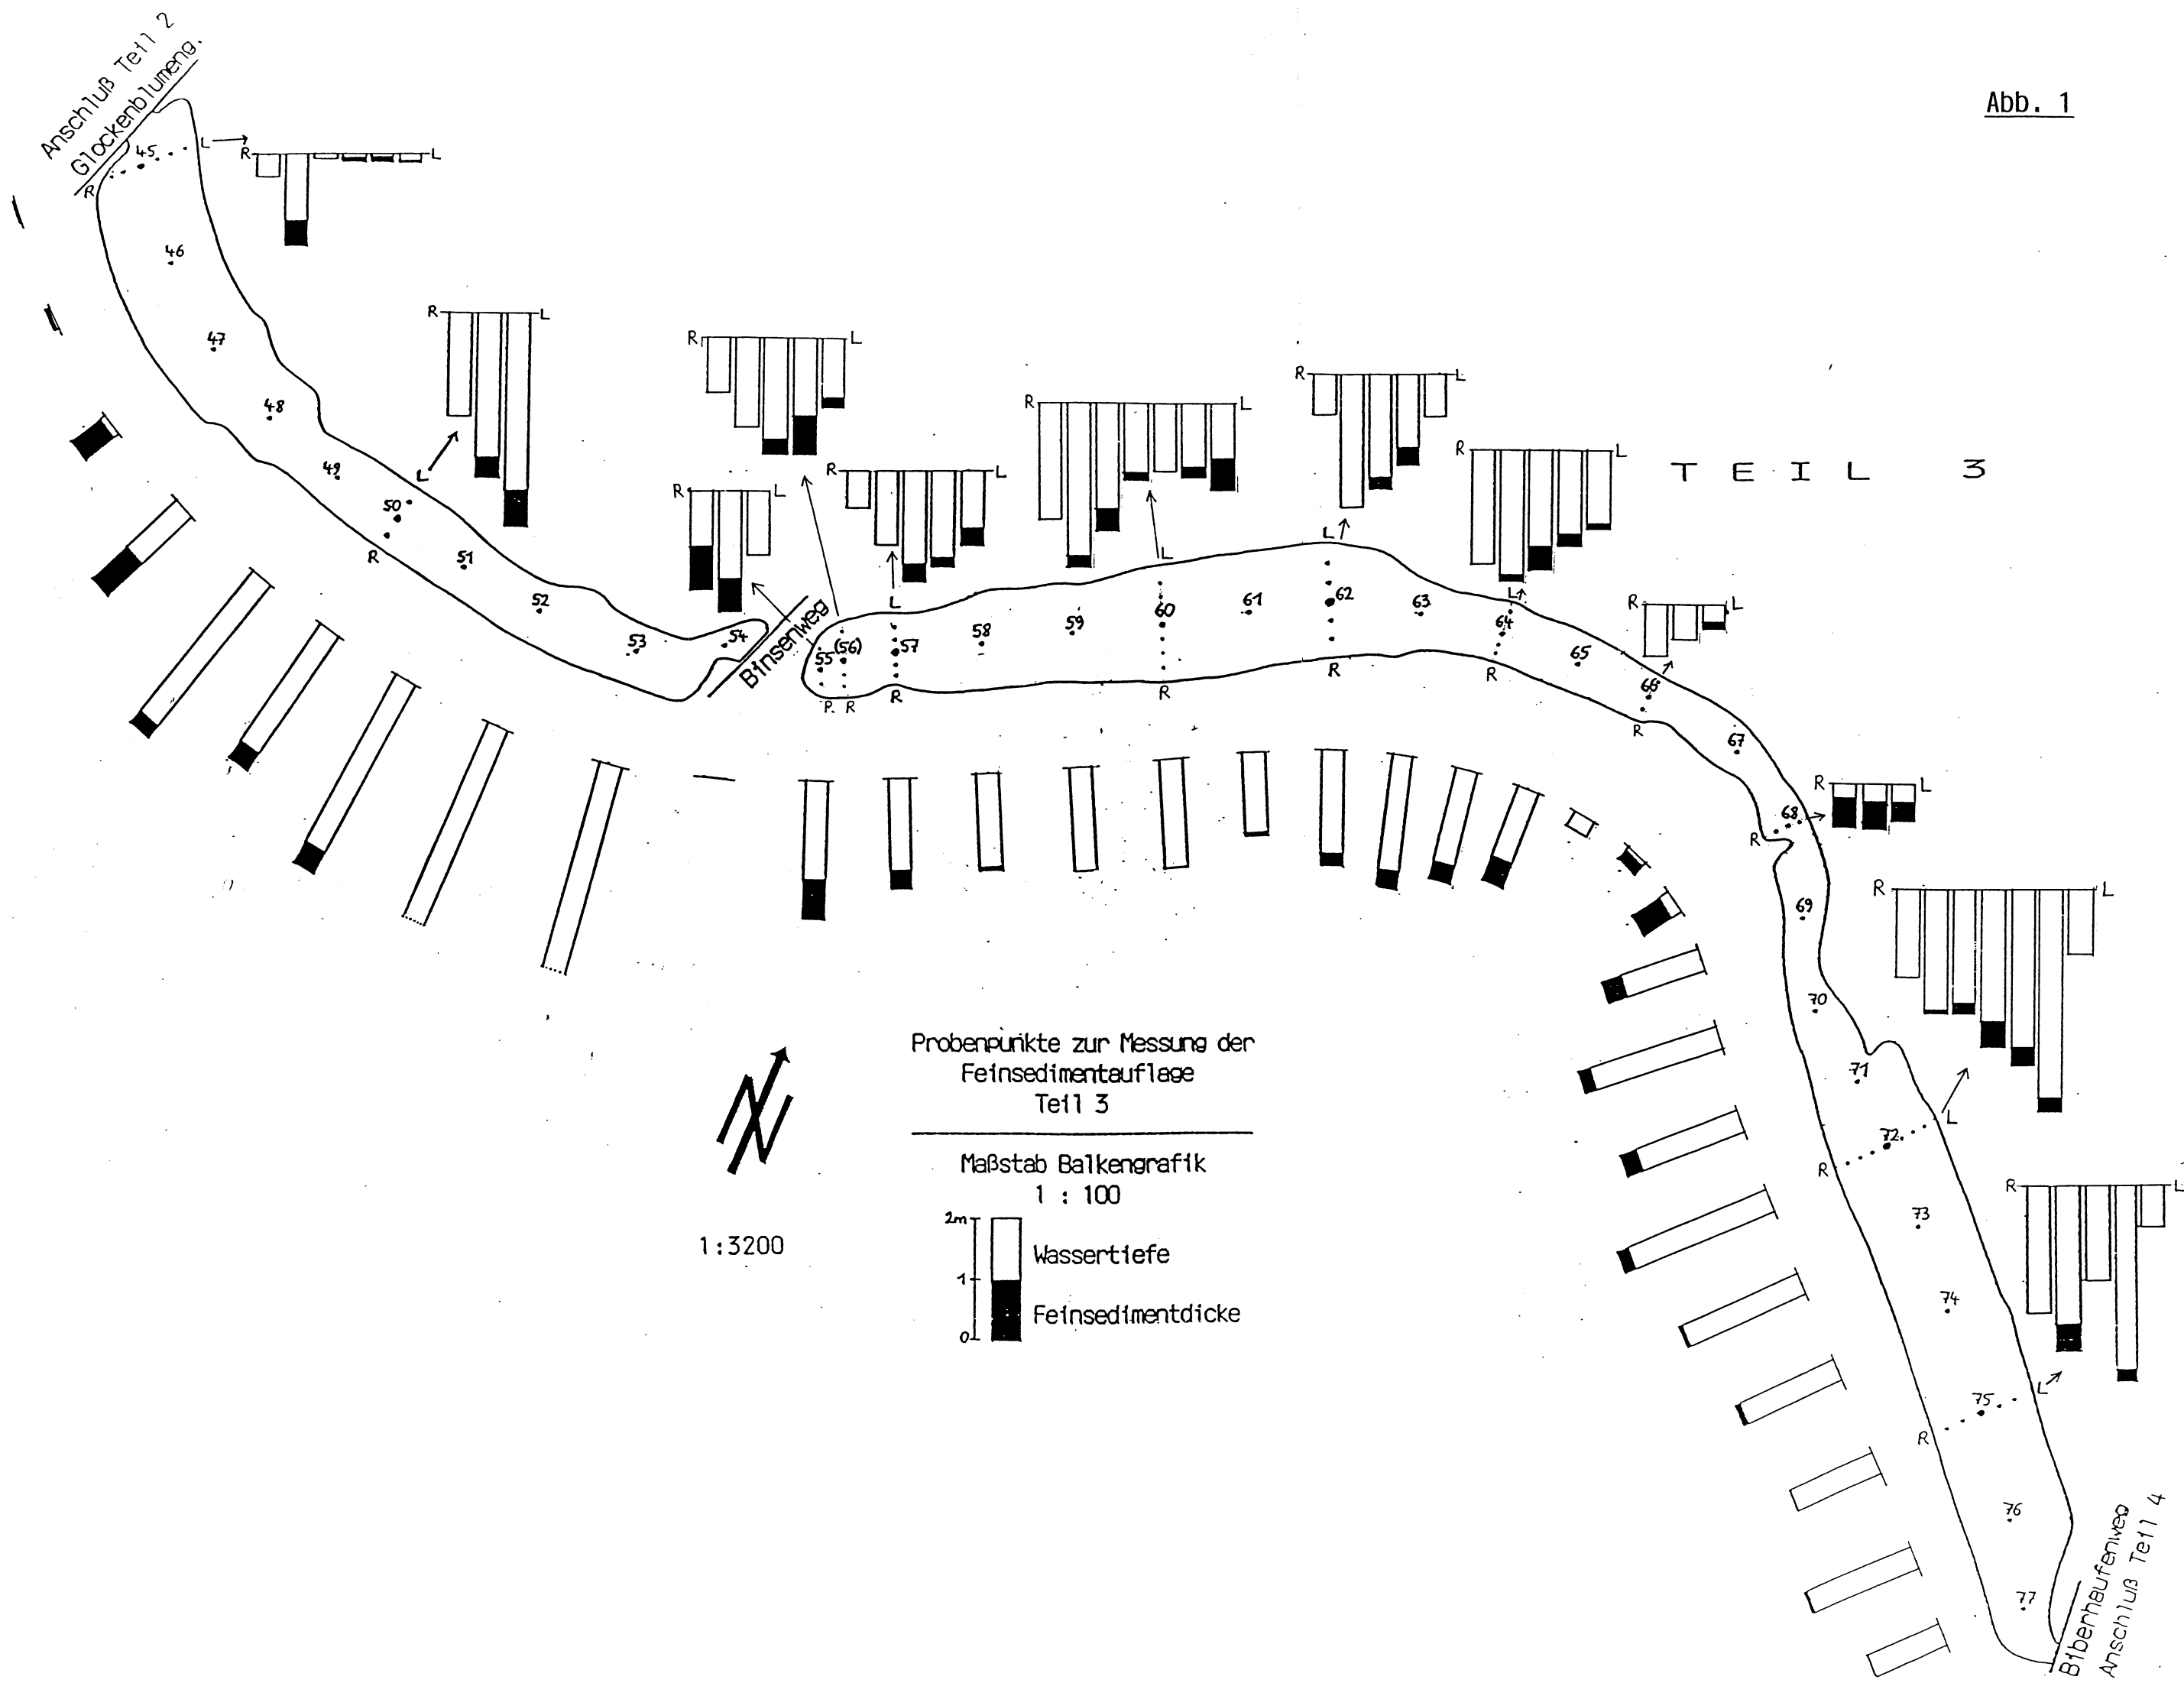 Abb. 1
Anschluß Teil 2
Glockenblumeng.
TEIL 3
R
45
L
R
L
46
47
48
49
50
L
R
R
L
51
52
53
54
Binsenweg
R
L
R
L
55
(56)
57
L
R
R
R
L
58
59
60
L
R
R
L
61
62
L
R
R
L
63
64
L
R
R
L
65
66
R
R
L
67
68
R
R
L
69
70
71
72
L
R
R
L
73
74
75
L
R
R
L
76
77
Biberhaufenweg
Anschluß Teil 4
N
Probenpunkte zur Messung der
Feinsedimentauflage
Teil 3
Maßstab Balkengrafik
1 : 100
2m
1
0
Wassertiefe
Feinsedimentdicke
1:3200